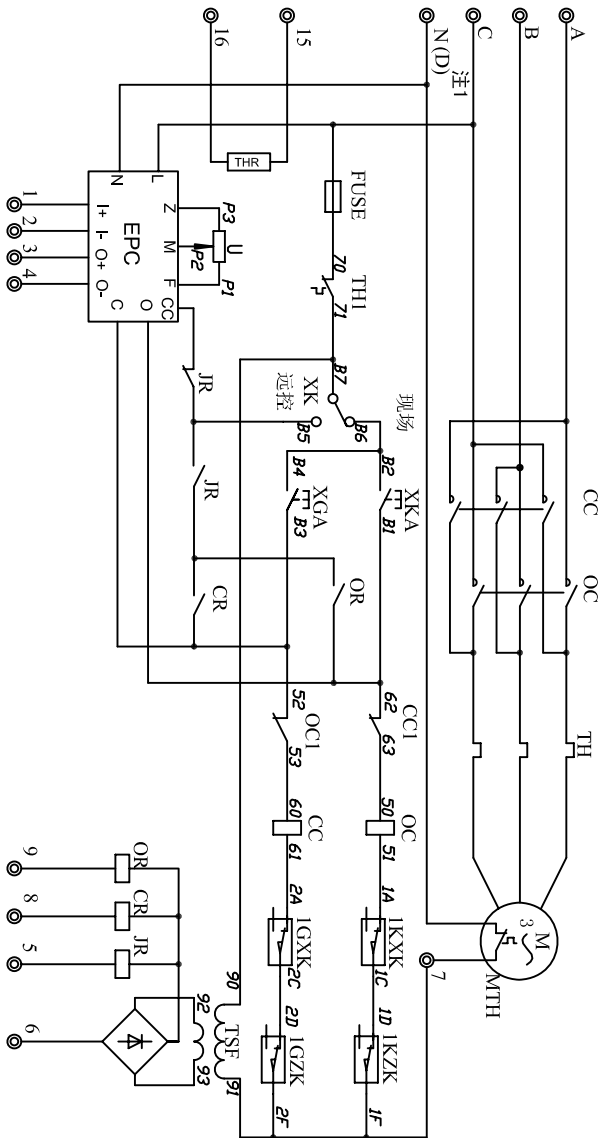 A
B
C
N (D)
注1
15
16
CC
OC
TH
M
3
MTH
7
FUSE
70
TH1
71
THR
B7
XK
远控
现场
B5
B6
B2
XKA
B1
B4
XGA
B3
62
CC1
63
50
OC
51
1A
1KXK
1C
1D
1KZK
1F
52
OC1
53
60
CC
61
2A
1GXK
2C
2D
1GZK
2F
OR
CR
JR
JR
N
L
EPC
Z
M
F
CC
O
C
I+
I-
O+
O-
P3
P2
P1
U
1
2
3
4
90
TSF
91
92
93
OR
CR
JR
9
8
5
6